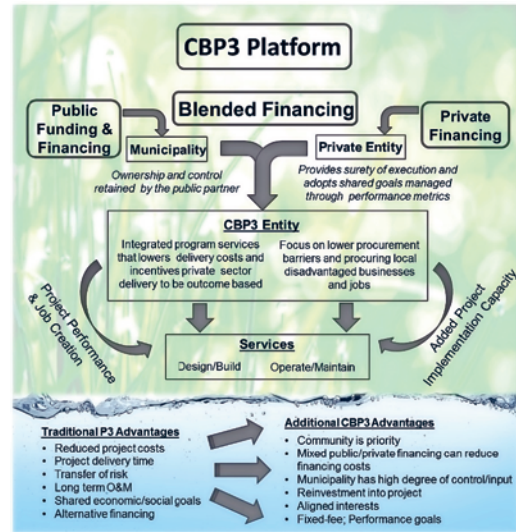 CBP3 Platform
Blended Financing
Public
Funding &
Financing
Private
Financing
Municipality
Private Entity
Ownership and control
retained by the public partner
Provides surety of execution and
adopts shared goals managed
through performance metrics
CBP3 Entity
Integrated program services
that lowers delivery costs and
incentives private sector
delivery to be outcome based
Focus on lower procurement
barriers and procuring local
disadvantaged businesses
and jobs
Project Performance
& Job Creation
Added Project
Implementation Capacity
Services
Design/Build
Operate/Maintain
Traditional P3 Advantages
• Reduced project costs
• Project delivery time
• Transfer of risk
• Long term O&M
• Shared economic/social goals
• Alternative financing
Additional CBP3 Advantages
• Community is priority
• Mixed public/private financing can reduce
financing costs
• Municipality has high degree of control/input
• Reinvestment into project
• Aligned interests
• Fixed-fee; Performance goals